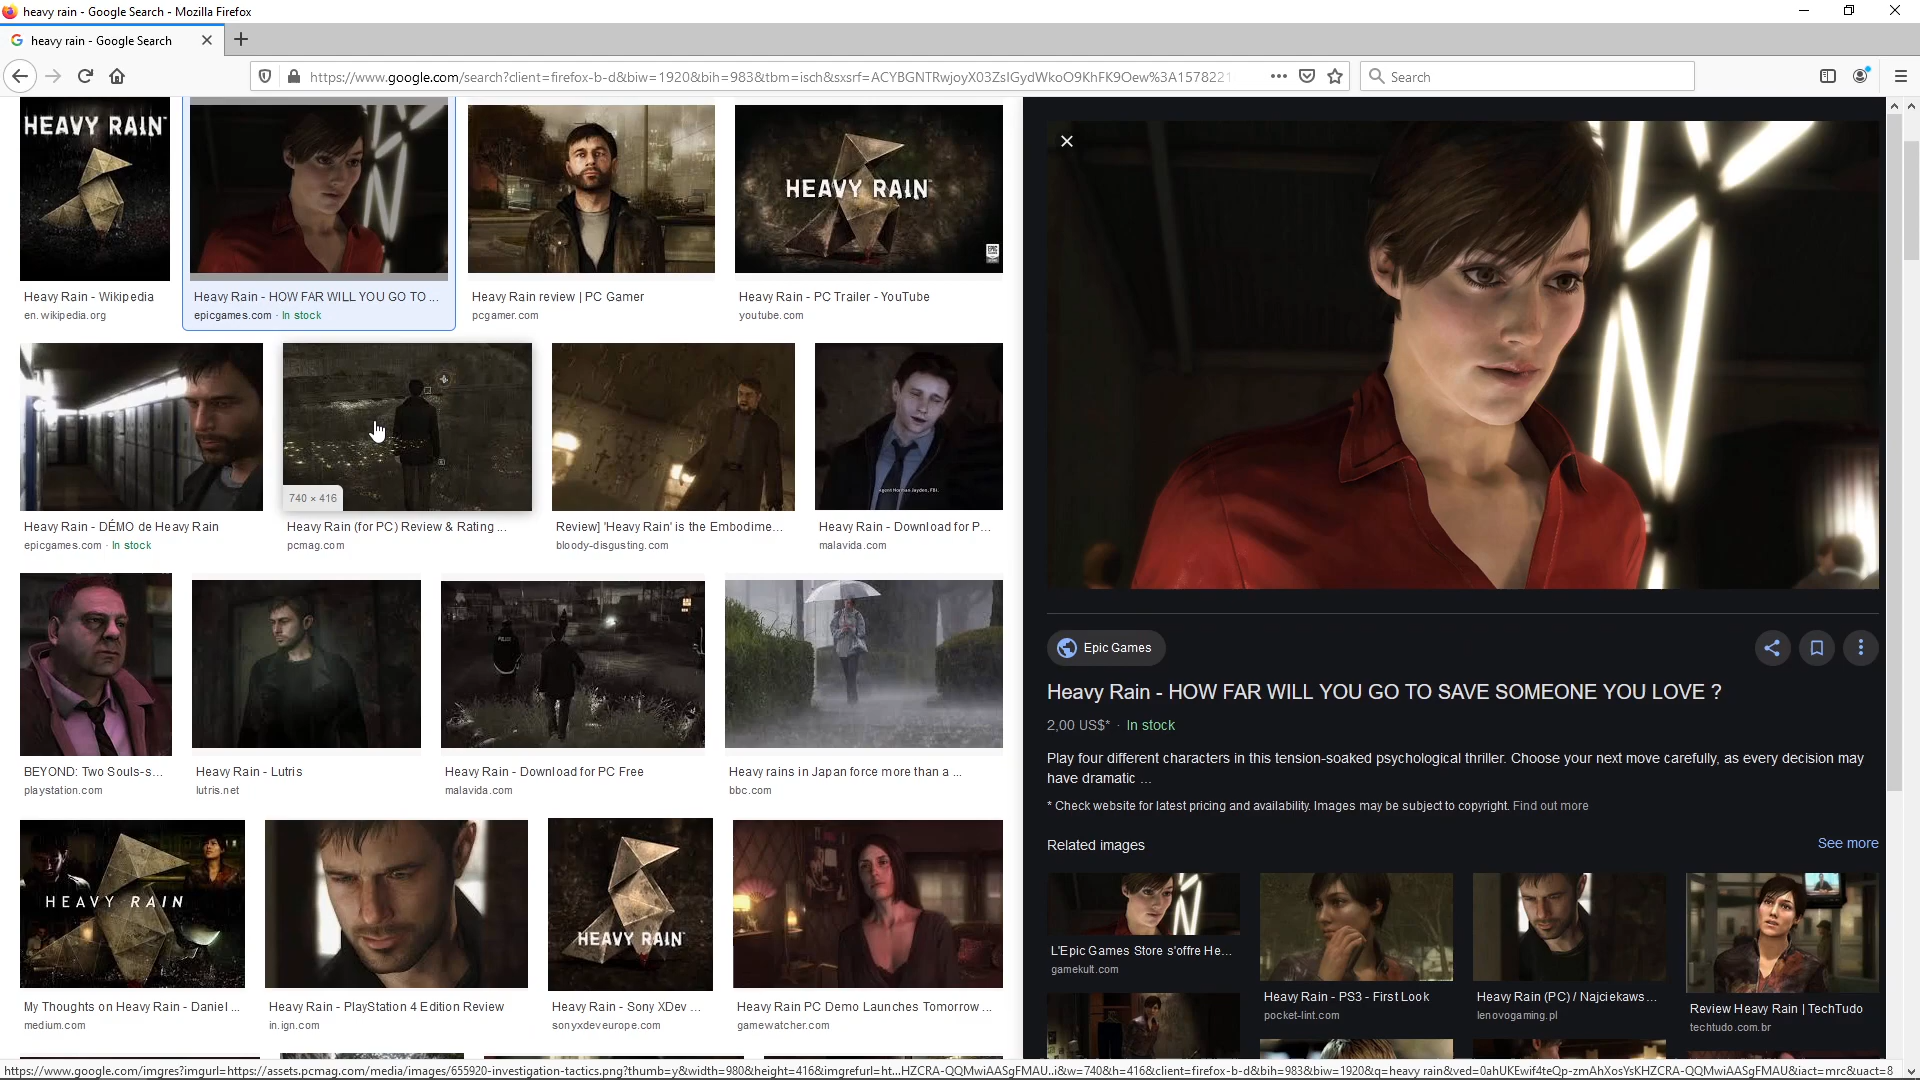 heavy rain - Google Search - Mozilla Firefox
heavy rain - Google Search
https://www.google.com/search?client=firefox-b-d&biw=1920&bih=983&tbm=isch&sxsrf=ACYBGNTRwjoyX03ZsIGydWkoO9KhFK9Oew%3A1578221
Search
HEAVY RAIN
Heavy Rain - Wikipedia
en.wikipedia.org
Heavy Rain - HOW FAR WILL YOU GO TO ...
epicgames.com · In stock
Heavy Rain review | PC Gamer
pcgamer.com
HEAVY RAIN
EPIC GAMES
Heavy Rain - PC Trailer - YouTube
youtube.com
Heavy Rain - DÉMO de Heavy Rain
epicgames.com · In stock
740 × 416
Heavy Rain (for PC) Review & Rating ...
pcmag.com
Review] 'Heavy Rain' is the Embodime...
bloody-disgusting.com
Agent Norman Jayden, FBI.
Heavy Rain - Download for P...
malavida.com
BEYOND: Two Souls-s...
playstation.com
Heavy Rain - Lutris
lutris.net
POLICE
Heavy Rain - Download for PC Free
malavida.com
Heavy rains in Japan force more than a ...
bbc.com
HEAVY RAIN
My Thoughts on Heavy Rain - Daniel ...
medium.com
Heavy Rain - PlayStation 4 Edition Review
in.ign.com
HEAVY RAIN
Heavy Rain - Sony XDev ...
sonyxdeveurope.com
Heavy Rain PC Demo Launches Tomorrow ...
gamewatcher.com
Epic Games
Heavy Rain - HOW FAR WILL YOU GO TO SAVE SOMEONE YOU LOVE ?
2,00 US$* · In stock
Play four different characters in this tension-soaked psychological thriller. Choose your next move carefully, as every decision may
have dramatic ...
* Check website for latest pricing and availability. Images may be subject to copyright. Find out more
Related images
See more
L'Epic Games Store s'offre He...
gamekult.com
Heavy Rain - PS3 - First Look
pocket-lint.com
Heavy Rain (PC) / Najciekaws...
lenovogaming.pl
Review Heavy Rain | TechTudo
techtudo.com.br
https://www.google.com/imgres?imgurl=https://assets.pcmag.com/media/images/655920-investigation-tactics.png?thumb=y&width=980&height=416&imgrefurl=ht...HZCRA-QQMwiAASgFMAU..i&w=740&h=416&client=firefox-b-d&bih=983&biw=1920&q=heavy rain&ved=0ahUKEwif4teQp-zmAhXosYsKHZCRA-QQMwiAASgFMAU&iact=mrc&uact=8